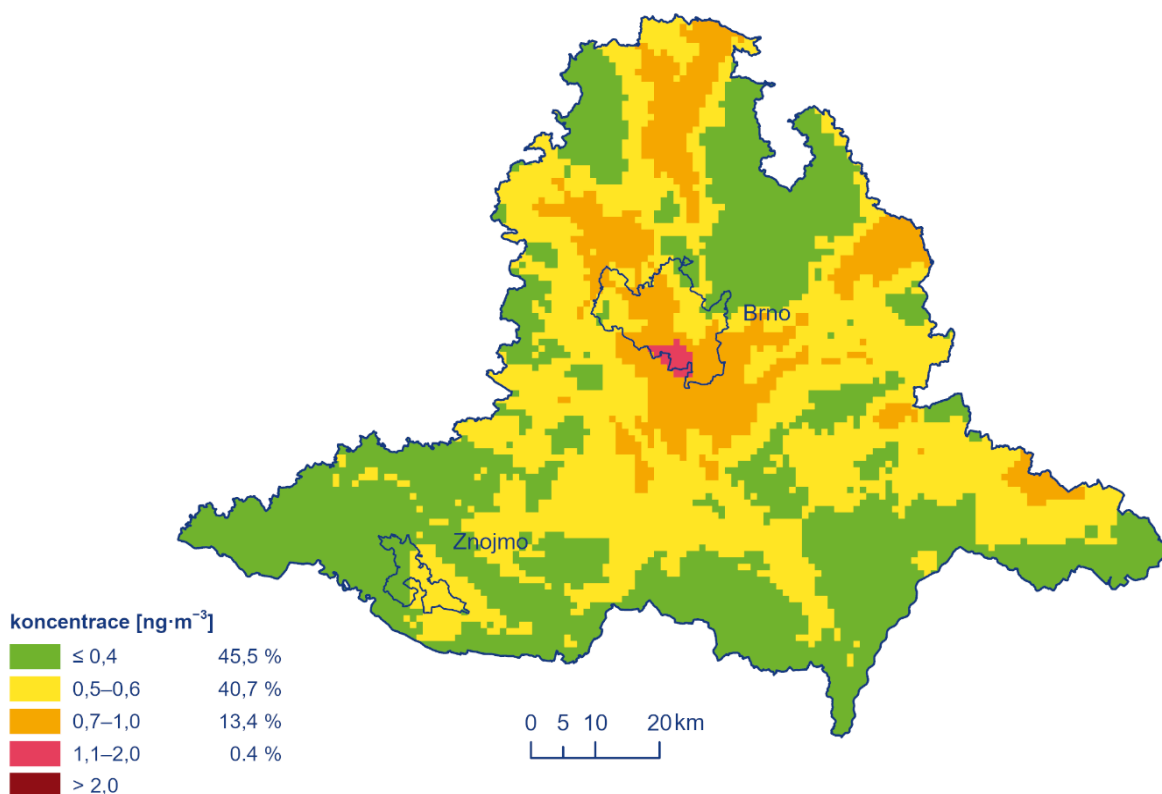 Brno
Znojmo
koncentrace [ng·m⁻³]
≤ 0,4 45,5 %
0,5–0,6 40,7 %
0,7–1,0 13,4 %
1,1–2,0 0.4 %
> 2,0
0 5 10 20 km